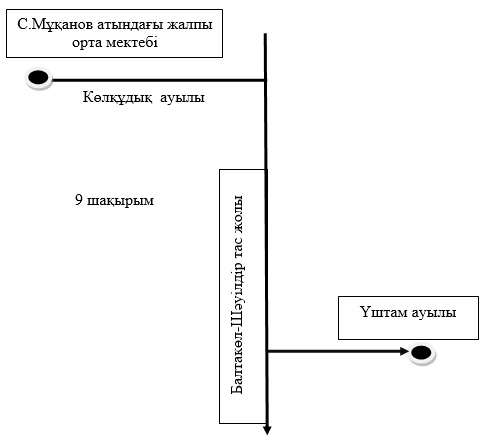 С.Мұқанов атындағы жалпы
орта мектебі
Көлқұдық ауылы
9 шақырым
Балтакөл-Шәуілдір тас жолы
Үштам ауылы